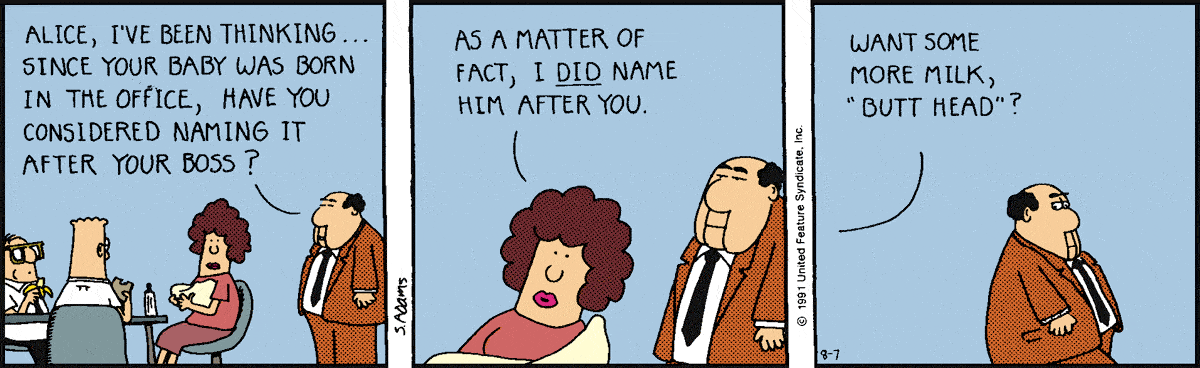 ALICE, I'VE BEEN THINKING...
SINCE YOUR BABY WAS BORN
IN THE OFFICE, HAVE YOU
CONSIDERED NAMING IT
AFTER YOUR BOSS?
S.ADAMS
AS A MATTER OF
FACT, I DID NAME
HIM AFTER YOU.
© 1991 United Feature Syndicate, Inc.
WANT SOME
MORE MILK,
"BUTT HEAD"?
8-7